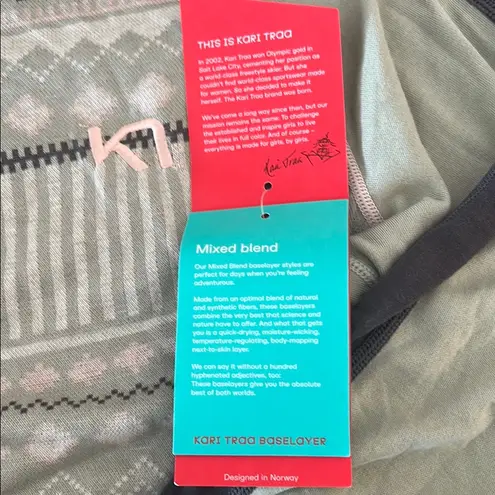 THIS IS KARI TRAA
In 2002, Kari Traa won Olympic gold in
Salt Lake City, cementing her position as
a world class freestyle skier. But she
couldn't find world-class sportswear made
for women. So she decided to make it
herself. The Kari Traa brand was born.
We've come a long way since then, but our
mission remains the same: To challenge
the established and inspire girls to live
their lives in full color. And of course –
everything is made for girls, by girls.
Kari Traa
Mixed blend
Our Mixed Blend baselayer styles are
perfect for days when you're feeling
adventurous.
Made from an optimal blend of natural
and synthetic fibers, these baselayers
combine the very best that science and
nature have to offer. And what that gets
you is a quick-drying, moisture-wicking,
temperature-regulating, body-mapping
next-to-skin layer.
We can say it without a hundred
hyphenated adjectives, too:
These baselayers give you the absolute
best of both worlds.
KARI TRAA BASELAYER
Designed in Norway